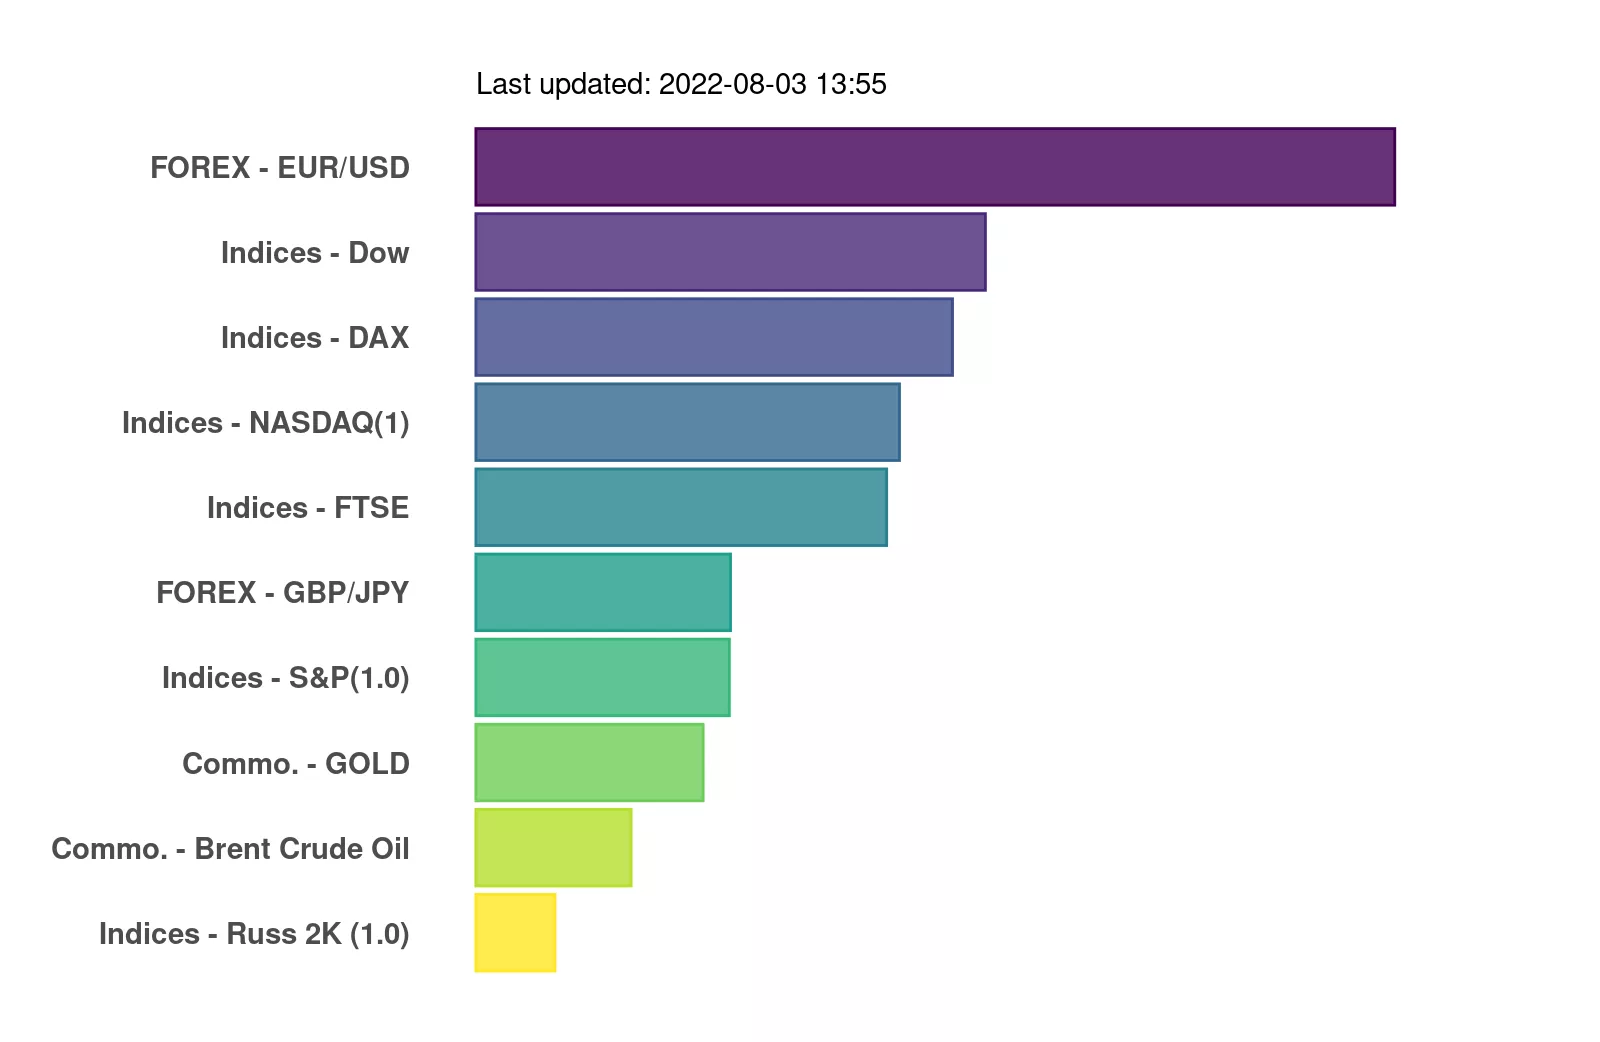 Last updated: 2022-08-03 13:55
FOREX - EUR/USD
Indices - Dow
Indices - DAX
Indices - NASDAQ(1)
Indices - FTSE
FOREX - GBP/JPY
Indices - S&P(1.0)
Commo. - GOLD
Commo. - Brent Crude Oil
Indices - Russ 2K (1.0)